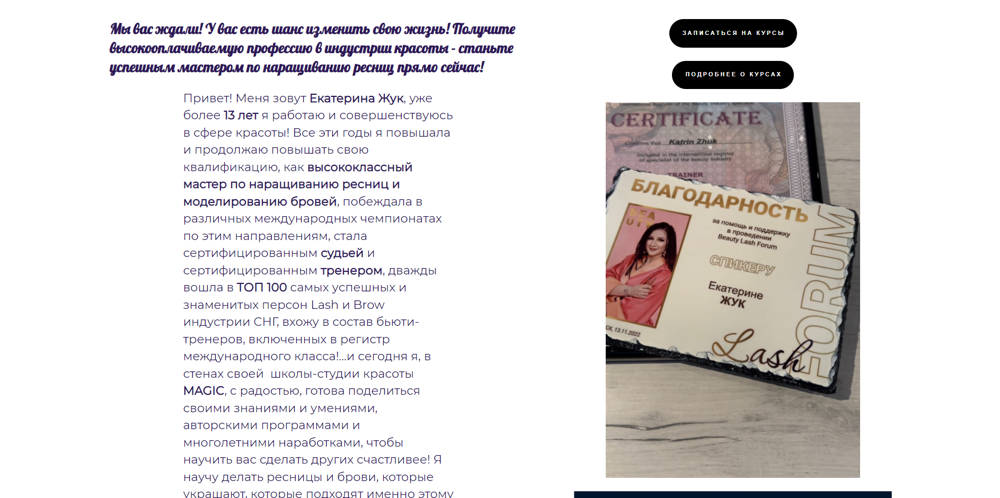 Мы вас ждали! У вас есть шанс изменить свою жизнь! Получите
высокооплачиваемую профессию в индустрии красоты - станьте
успешным мастером по наращиванию ресниц прямо сейчас!
Привет! Меня зовут Екатерина Жук, уже
более 13 лет я работаю и совершенствуюсь
в сфере красоты! Все эти годы я повышала
и продолжаю повышать свою
квалификацию, как высококлассный
мастер по наращиванию ресниц и
моделированию бровей, побеждала в
различных международных чемпионатах
по этим направлениям, стала
сертифицированным судьей и
сертифицированным тренером, дважды
вошла в ТОП 100 самых успешных и
знаменитых персон Lash и Brow
индустрии СНГ, вхожу в состав бьюти-
тренеров, включенных в регистр
международного класса!...и сегодня я, в
стенах своей  школы-студии красоты
MAGIC, с радостью, готова поделиться
своими знаниями и умениями,
авторскими программами и
многолетними наработками, чтобы
научить вас сделать других счастливее! Я
научу делать ресницы и брови, которые
украшают, которые подходят именно этому
ЗАПИСАТЬСЯ НА КУРСЫ
ПОДРОБНЕЕ О КУРСАХ
International Register of the Beauty Industry
CERTIFICATE
Confirms that Katrin Zhuk
Included in the international register
of specialist of the beauty industry
TRAINER
БЛАГОДАРНОСТЬ
за помощь и поддержку
в проведении
Beauty Lash Forum
СПИКЕРУ
Екатерине
ЖУК
BEA
UTY
СК, 13.11.2022
Lash
FORUM